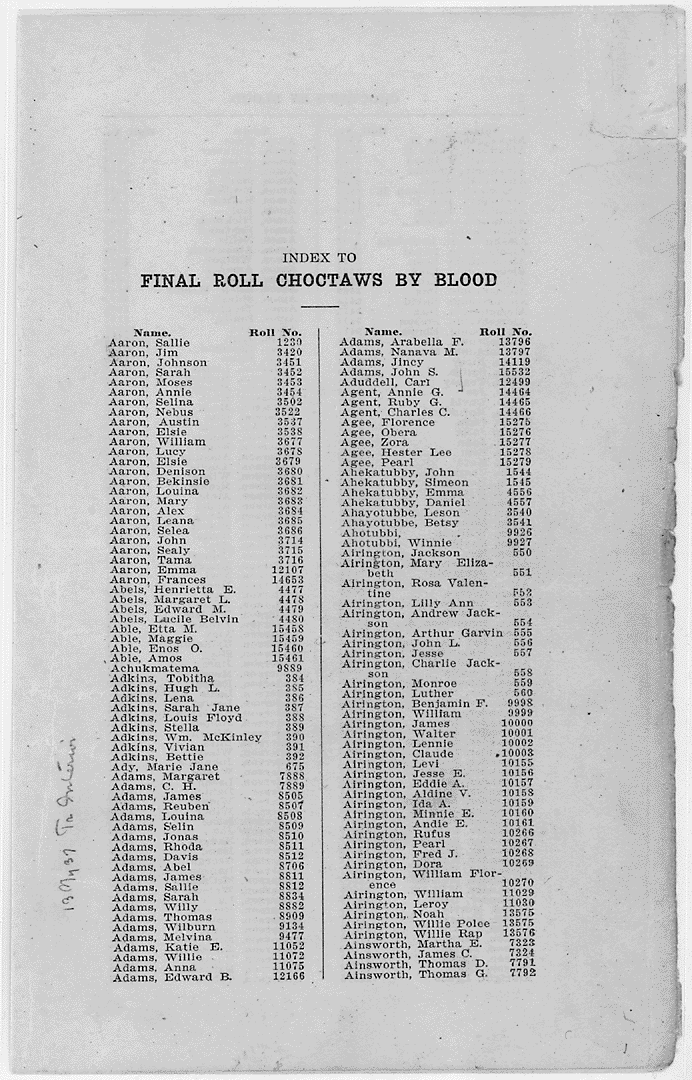 INDEX TO
FINAL ROLL CHOCTAWS BY BLOOD
Name. Roll No.
Aaron, Sallie 1230
Aaron, Jim 3420
Aaron, Johnson 3451
Aaron, Sarah 3452
Aaron, Moses 3453
Aaron, Annie 3454
Aaron, Selina 3502
Aaron, Nebus 3522
Aaron, Austin 3537
Aaron, Elsie 3538
Aaron, William 3677
Aaron, Lucy 3678
Aaron, Elsie 3679
Aaron, Denison 3680
Aaron, Bekinsie 3681
Aaron, Louina 3682
Aaron, Mary 3683
Aaron, Alex 3684
Aaron, Leana 3685
Aaron, Selea 3686
Aaron, John 3714
Aaron, Sealy 3715
Aaron, Tama 3716
Aaron, Emma 12107
Aaron, Frances 14653
Abels, Henrietta E. 4477
Abels, Margaret L. 4478
Abels, Edward M. 4479
Abels, Lucile Belvin 4480
Able, Etta M. 15458
Able, Maggie 15459
Able, Enos O. 15460
Able, Amos 15461
Achukmatema 9889
Adkins, Tobitha 384
Adkins, Hugh L. 385
Adkins, Lena 386
Adkins, Sarah Jane 387
Adkins, Louis Floyd 388
Adkins, Stella 389
Adkins, Wm. McKinley 390
Adkins, Vivian 391
Adkins, Bettie 392
Ady, Marie Jane 675
Adams, Margaret 7888
Adams, C. H. 7889
Adams, James 8505
Adams, Reuben 8507
Adams, Louina 8508
Adams, Selin 8509
Adams, Jonas 8510
Adams, Rhoda 8511
Adams, Davis 8512
Adams, Abel 8706
Adams, James 8811
Adams, Sallie 8812
Adams, Sarah 8834
Adams, Willy 8882
Adams, Thomas 8909
Adams, Wilburn 9134
Adams, Melvina 9477
Adams, Katie E. 11052
Adams, Willie 11072
Adams, Anna 11075
Adams, Edward B. 12166
Name. Roll No.
Adams, Arabella F. 13796
Adams, Nanava M. 13797
Adams, Jincy 14119
Adams, John S. 15532
Aduddell, Carl 12499
Agent, Annie G. 14464
Agent, Ruby G. 14465
Agent, Charles C. 14466
Agee, Florence 15275
Agee, Obera 15276
Agee, Zora 15277
Agee, Hester Lee 15278
Agee, Pearl 15279
Ahekatubby, John 1544
Ahekatubby, Simeon 1545
Ahekatubby, Emma 4556
Ahekatubby, Daniel 4557
Ahayotubbe, Leson 3540
Ahayotubbe, Betsy 3541
Ahotubbi, 9926
Ahotubbi, Winnie 9927
Airington, Jackson 550
Airington, Mary Eliza-
beth 551
Airington, Rosa Valen-
tine 552
Airington, Lilly Ann 553
Airington, Andrew Jack-
son 554
Airington, Arthur Garvin 555
Airington, John L. 556
Airington, Jesse 557
Airington, Charlie Jack-
son 558
Airington, Monroe 559
Airington, Luther 560
Airington, Benjamin F. 9998
Airington, William 9999
Airington, James 10000
Airington, Walter 10001
Airington, Lennie 10002
Airington, Claude 10003
Airington, Levi 10155
Airington, Jesse E. 10156
Airington, Eddie A. 10157
Airington, Aldine V. 10158
Airington, Ida A. 10159
Airington, Minnie E. 10160
Airington, Andie E. 10161
Airington, Rufus 10266
Airington, Pearl 10267
Airington, Fred J. 10268
Airington, Dora 10269
Airington, William Flor-
ence 10270
Airington, William 11029
Airington, Leroy 11030
Airington, Noah 13575
Airington, Willie Polee 13575
Airington, Willie Rap 13576
Ainsworth, Martha E. 7323
Ainsworth, James C. 7324
Ainsworth, Thomas D. 7791
Ainsworth, Thomas G. 7792